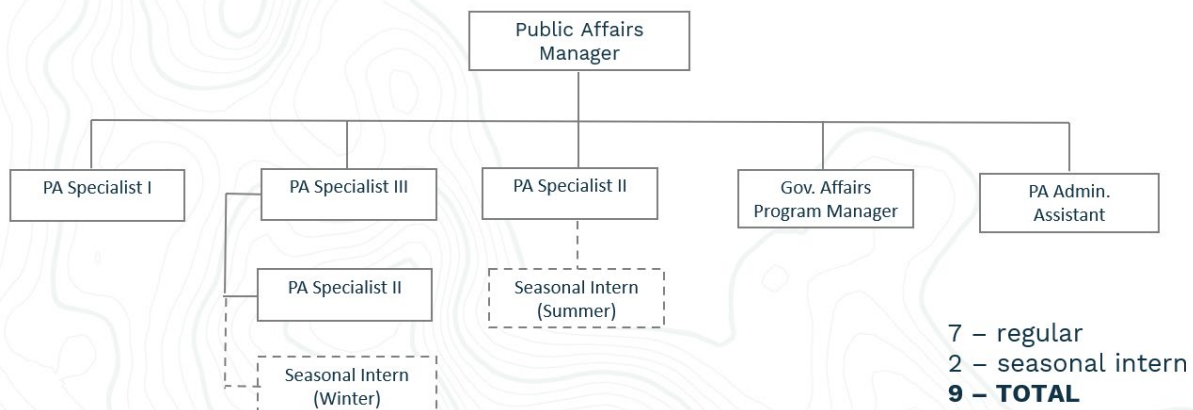 Public Affairs
Manager
PA Specialist I
PA Specialist III
PA Specialist II
Gov. Affairs
Program Manager
PA Admin.
Assistant
PA Specialist II
Seasonal Intern
(Summer)
Seasonal Intern
(Winter)
7 – regular
2 – seasonal intern
9 – TOTAL